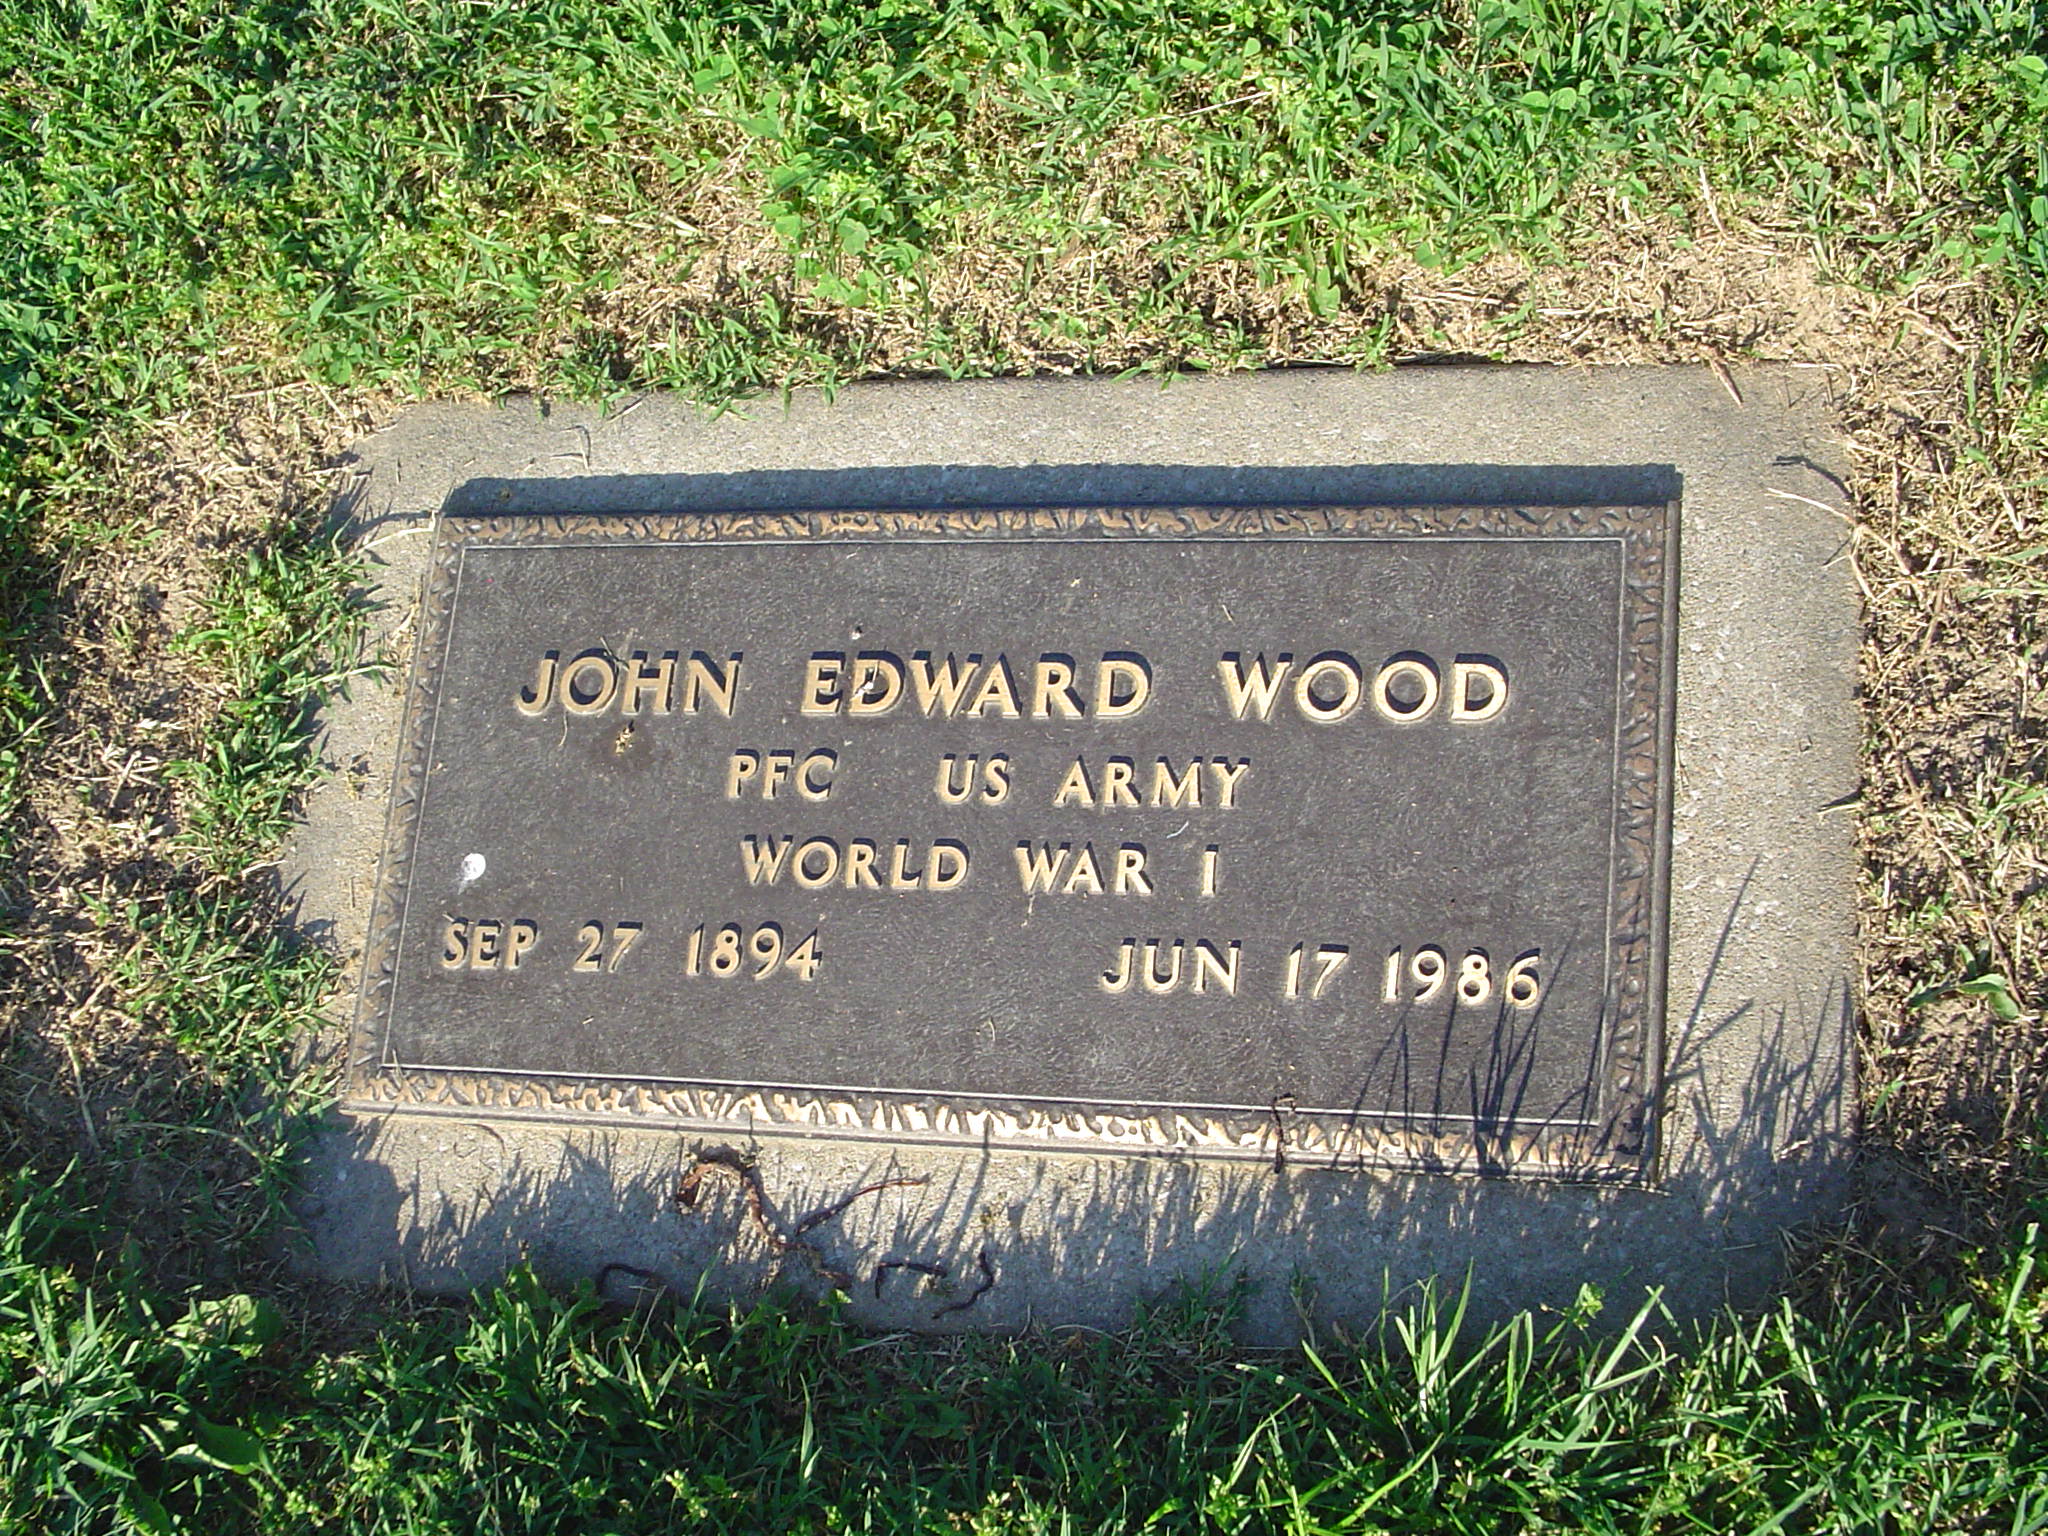 JOHN EDWARD WOOD
PFC US ARMY
WORLD WAR I
SEP 27 1894 JUN 17 1986